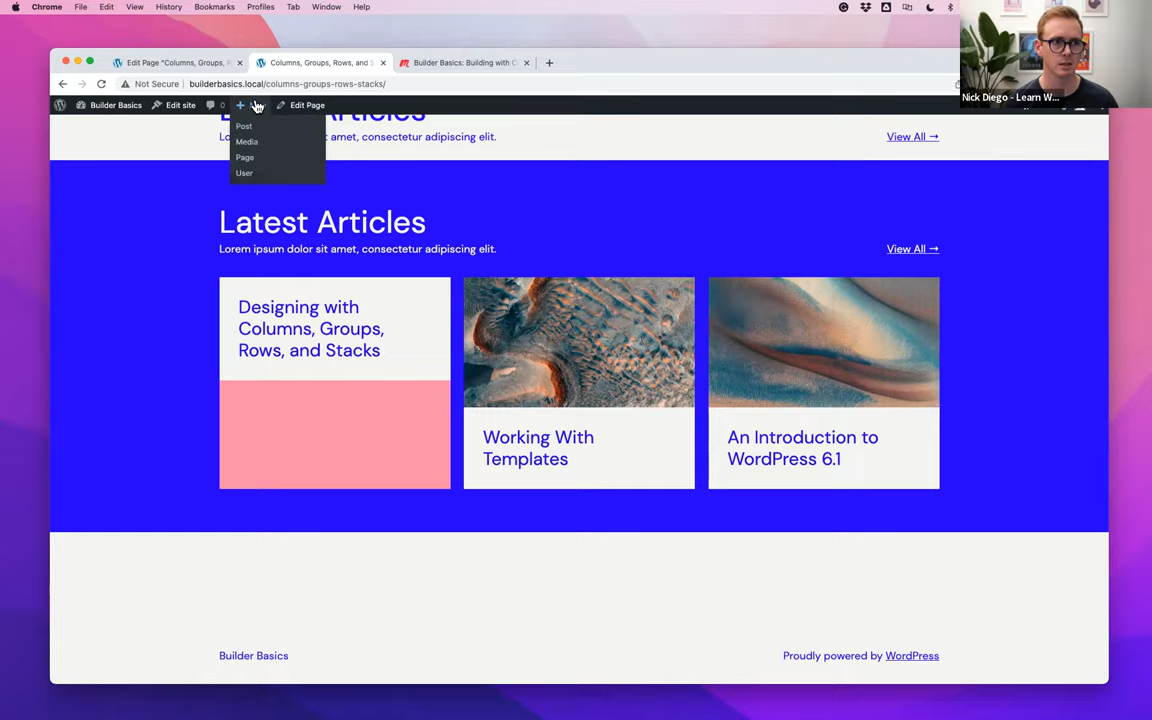 Chrome File Edit View History Bookmarks Profiles Tab Window Help
Edit Page "Columns, Groups, R
Columns, Groups, Rows, and S
Builder Basics: Building with C
Not Secure builderbasics.local/columns-groups-rows-stacks/
Nick Diego - Learn W...
Builder Basics Edit site 0 + Edit Page
Post
Media
Page
User
Lorem ipsum dolor sit amet, consectetur adipiscing elit.
View All →
Latest Articles
Lorem ipsum dolor sit amet, consectetur adipiscing elit.
View All →
Designing with
Columns, Groups,
Rows, and Stacks
Working With
Templates
An Introduction to
WordPress 6.1
Builder Basics
Proudly powered by WordPress